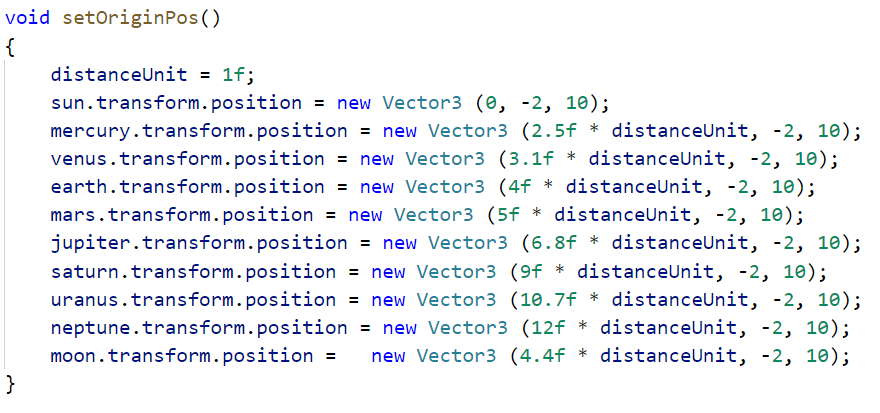 void setOriginPos()
{
    distanceUnit = 1f;
    sun.transform.position = new Vector3 (0, -2, 10);
    mercury.transform.position = new Vector3 (2.5f * distanceUnit, -2, 10);
    venus.transform.position = new Vector3 (3.1f * distanceUnit, -2, 10);
    earth.transform.position = new Vector3 (4f * distanceUnit, -2, 10);
    mars.transform.position = new Vector3 (5f * distanceUnit, -2, 10);
    jupiter.transform.position = new Vector3 (6.8f * distanceUnit, -2, 10);
    saturn.transform.position = new Vector3 (9f * distanceUnit, -2, 10);
    uranus.transform.position = new Vector3 (10.7f * distanceUnit, -2, 10);
    neptune.transform.position = new Vector3 (12f * distanceUnit, -2, 10);
    moon.transform.position =   new Vector3 (4.4f * distanceUnit, -2, 10);
}